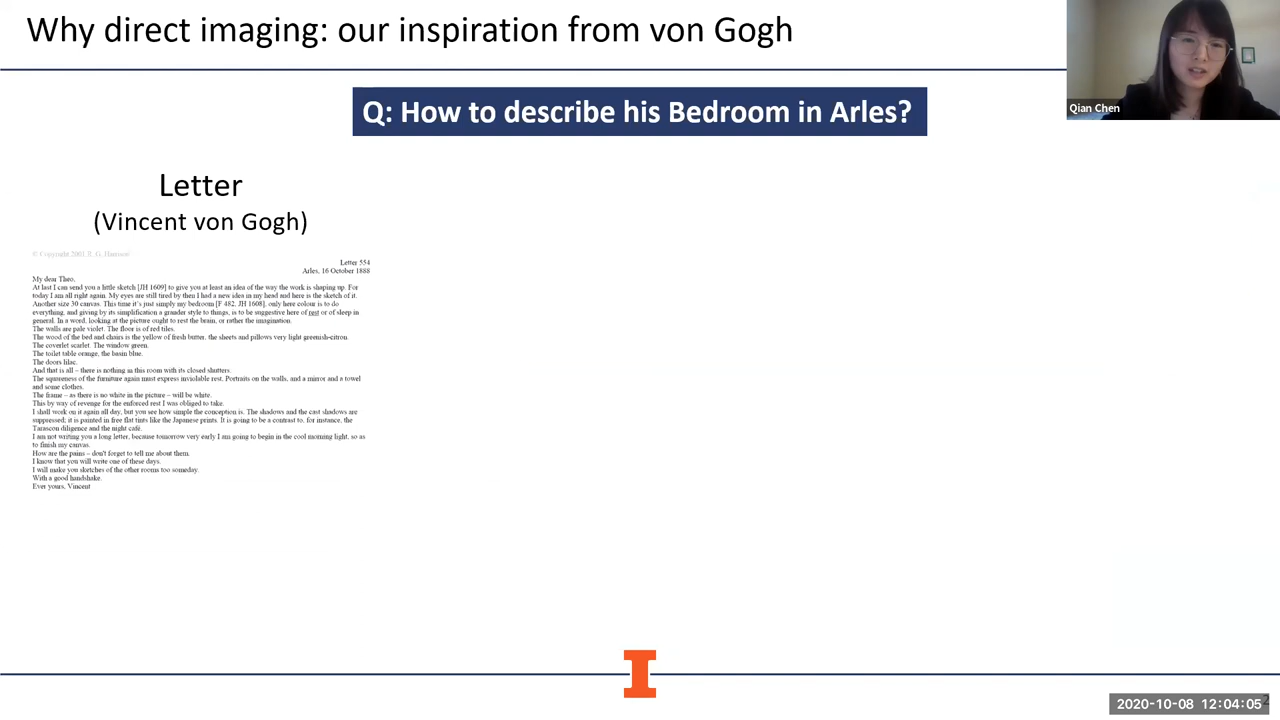 Why direct imaging: our inspiration from von Gogh
Qian Chen
Q: How to describe his Bedroom in Arles?
Letter
(Vincent von Gogh)
© Copyright 2001 R. G. Harrison
Letter 554
Arles, 16 October 1888
My dear Theo,
At last I can send you a little sketch [JH 1609] to give you at least an idea of the way the work is shaping up. For
today I am all right again. My eyes are still tired by then I had a new idea in my head and here is the sketch of it.
Another size 30 canvas. This time it's just simply my bedroom [F 482, JH 1608], only here colour is to do
everything, and giving by its simplification a grander style to things, is to be suggestive here of rest or of sleep in
general. In a word, looking at the picture ought to rest the brain, or rather the imagination.
The walls are pale violet. The floor is of red tiles.
The wood of the bed and chairs is the yellow of fresh butter, the sheets and pillows very light greenish-citron.
The coverlet scarlet. The window green.
The toilet table orange, the basin blue.
The doors lilac.
And that is all – there is nothing in this room with its closed shutters.
The squareness of the furniture again must express inviolable rest. Portraits on the walls, and a mirror and a towel
and some clothes.
The frame – as there is no white in the picture – will be white.
This by way of revenge for the enforced rest I was obliged to take.
I shall work on it again all day, but you see how simple the conception is. The shadows and the cast shadows are
suppressed; it is painted in free flat tints like the Japanese prints. It is going to be a contrast to, for instance, the
Tarascon diligence and the night café.
I am not writing you a long letter, because tomorrow very early I am going to begin in the cool morning light, so as
to finish my canvas.
How are the pains – don't forget to tell me about them.
I know that you will write one of these days.
I will make you sketches of the other rooms too someday.
With a good handshake.
Ever yours, Vincent
I
2020-10-08 12:04:05
2